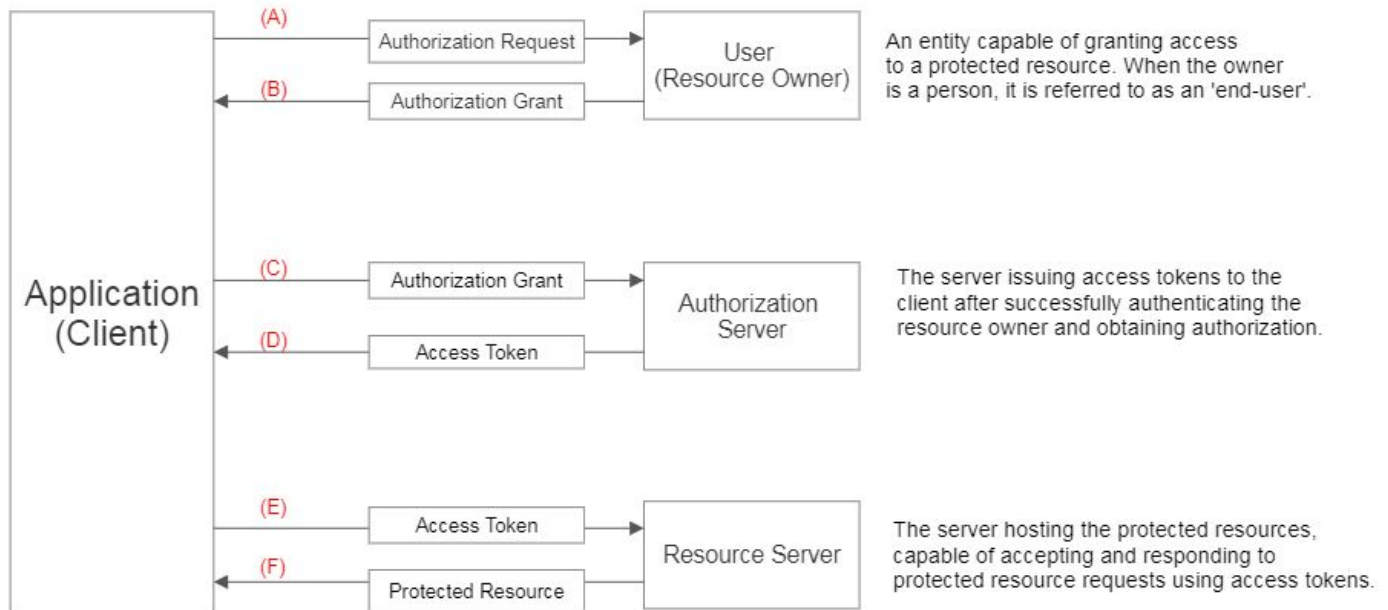 (A)
Authorization Request
User
(Resource Owner)
An entity capable of granting access
to a protected resource. When the owner
is a person, it is referred to as an 'end-user'.
(B)
Authorization Grant
Application
(Client)
(C)
Authorization Grant
Authorization
Server
The server issuing access tokens to the
client after successfully authenticating the
resource owner and obtaining authorization.
(D)
Access Token
(E)
Access Token
Resource Server
The server hosting the protected resources,
capable of accepting and responding to
protected resource requests using access tokens.
(F)
Protected Resource